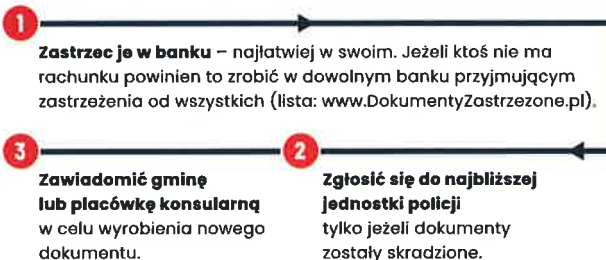 1
Zastrzec je w banku – najłatwiej w swoim. Jeżeli ktoś nie ma
rachunku powinien to zrobić w dowolnym banku przyjmującym
zastrzeżenia od wszystkich (lista: www.DokumentyZastrzezone.pl).
2
Zgłosić się do najbliższej
jednostki policji
tylko jeżeli dokumenty
zostały skradzione.
3
Zawiadomić gminę
lub placówkę konsularną
w celu wyrobienia nowego
dokumentu.